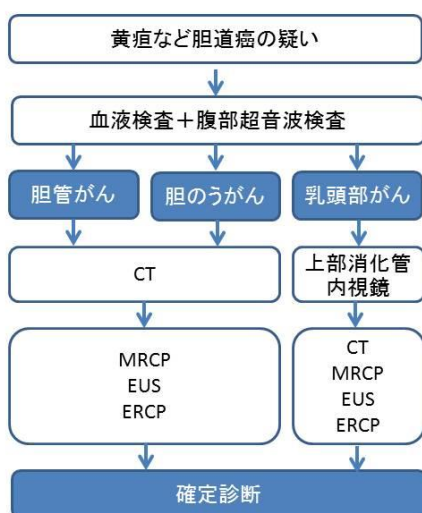 黄疸など胆道癌の疑い
血液検査＋腹部超音波検査
胆管がん
胆のうがん
乳頭部がん
CT
上部消化管
内視鏡
MRCP
EUS
ERCP
CT
MRCP
EUS
ERCP
確定診断